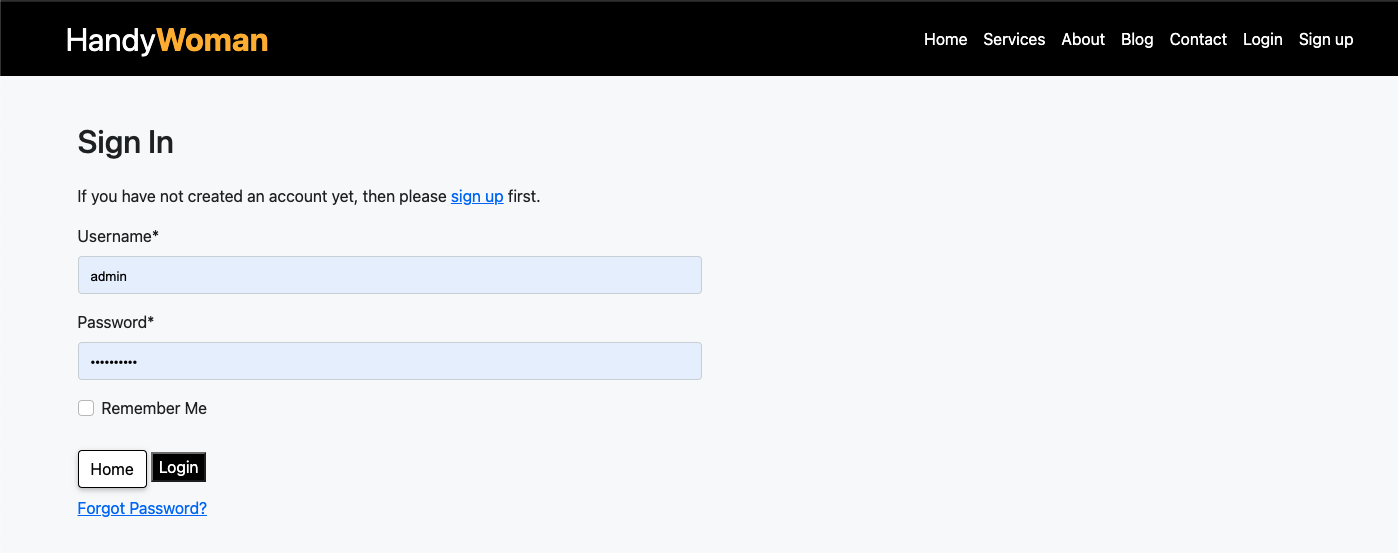 HandyWoman
Home Services About Blog Contact Login Sign up
Sign In
If you have not created an account yet, then please sign up first.
Username*
admin
Password*
••••••••••
Remember Me
Home Login
Forgot Password?